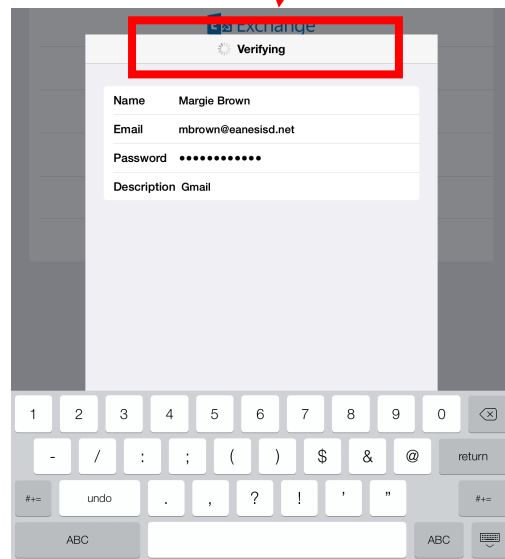 Exchange
Verifying
Name Margie Brown
Email mbrown@eanesisd.net
Password ••••••••••••
Description Gmail
1 2 3 4 5 6 7 8 9 0
- / : ; ( ) $ & @ return
#+= undo . , ? ! ' " #+=
ABC ABC